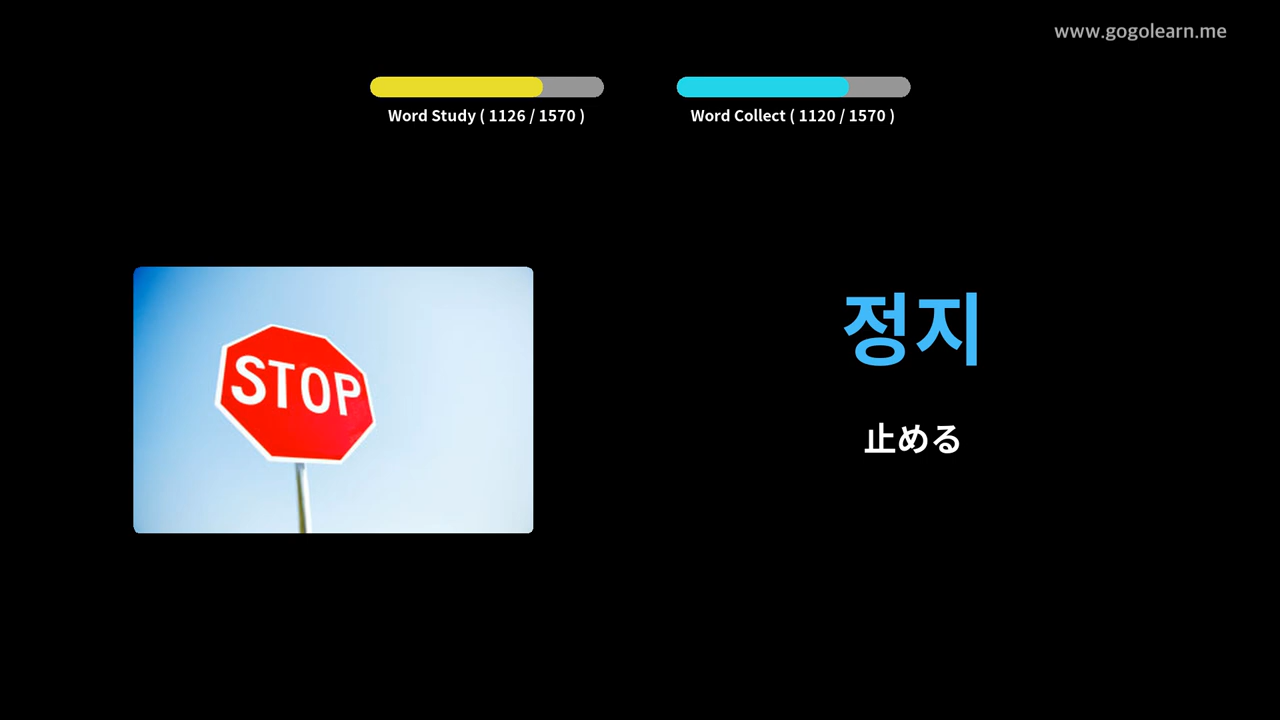 www.gogolearn.me
Word Study ( 1126 / 1570 )
Word Collect ( 1120 / 1570 )
STOP
정지
止める